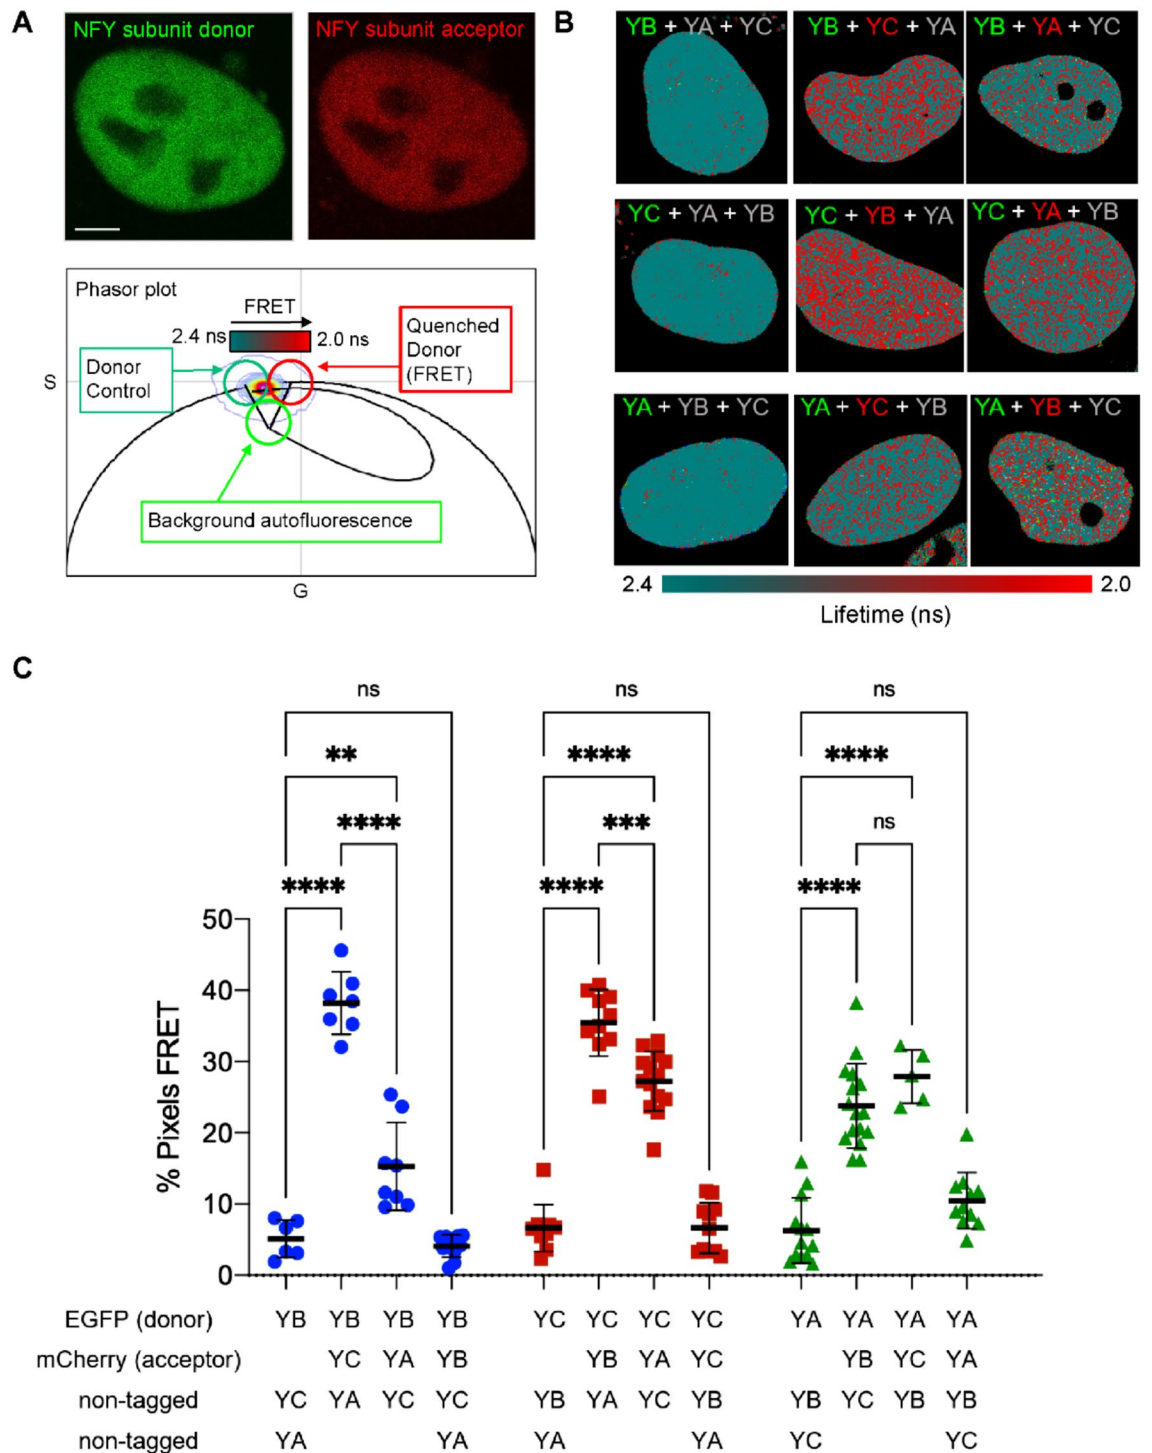 A
NFY subunit donor
NFY subunit acceptor
Phasor plot
FRET
2.4 ns
2.0 ns
Donor
Control
Quenched
Donor
(FRET)
S
Background autofluorescence
G
B
YB + YA + YC
YB + YC + YA
YB + YA + YC
YC + YA + YB
YC + YB + YA
YC + YA + YB
YA + YB + YC
YA + YC + YB
YA + YB + YC
2.4
2.0
Lifetime (ns)
C
ns ns ns
** **** ****
**** *** ns
**** **** ****
% Pixels FRET
50
40
30
20
10
0
EGFP (donor) YB YB YB YB YC YC YC YC YA YA YA YA
mCherry (acceptor) YC YA YB YB YA YC YB YC YA
non-tagged YC YA YC YC YB YA YC YB YB YC YB YB
non-tagged YA YA YA YA YC YC